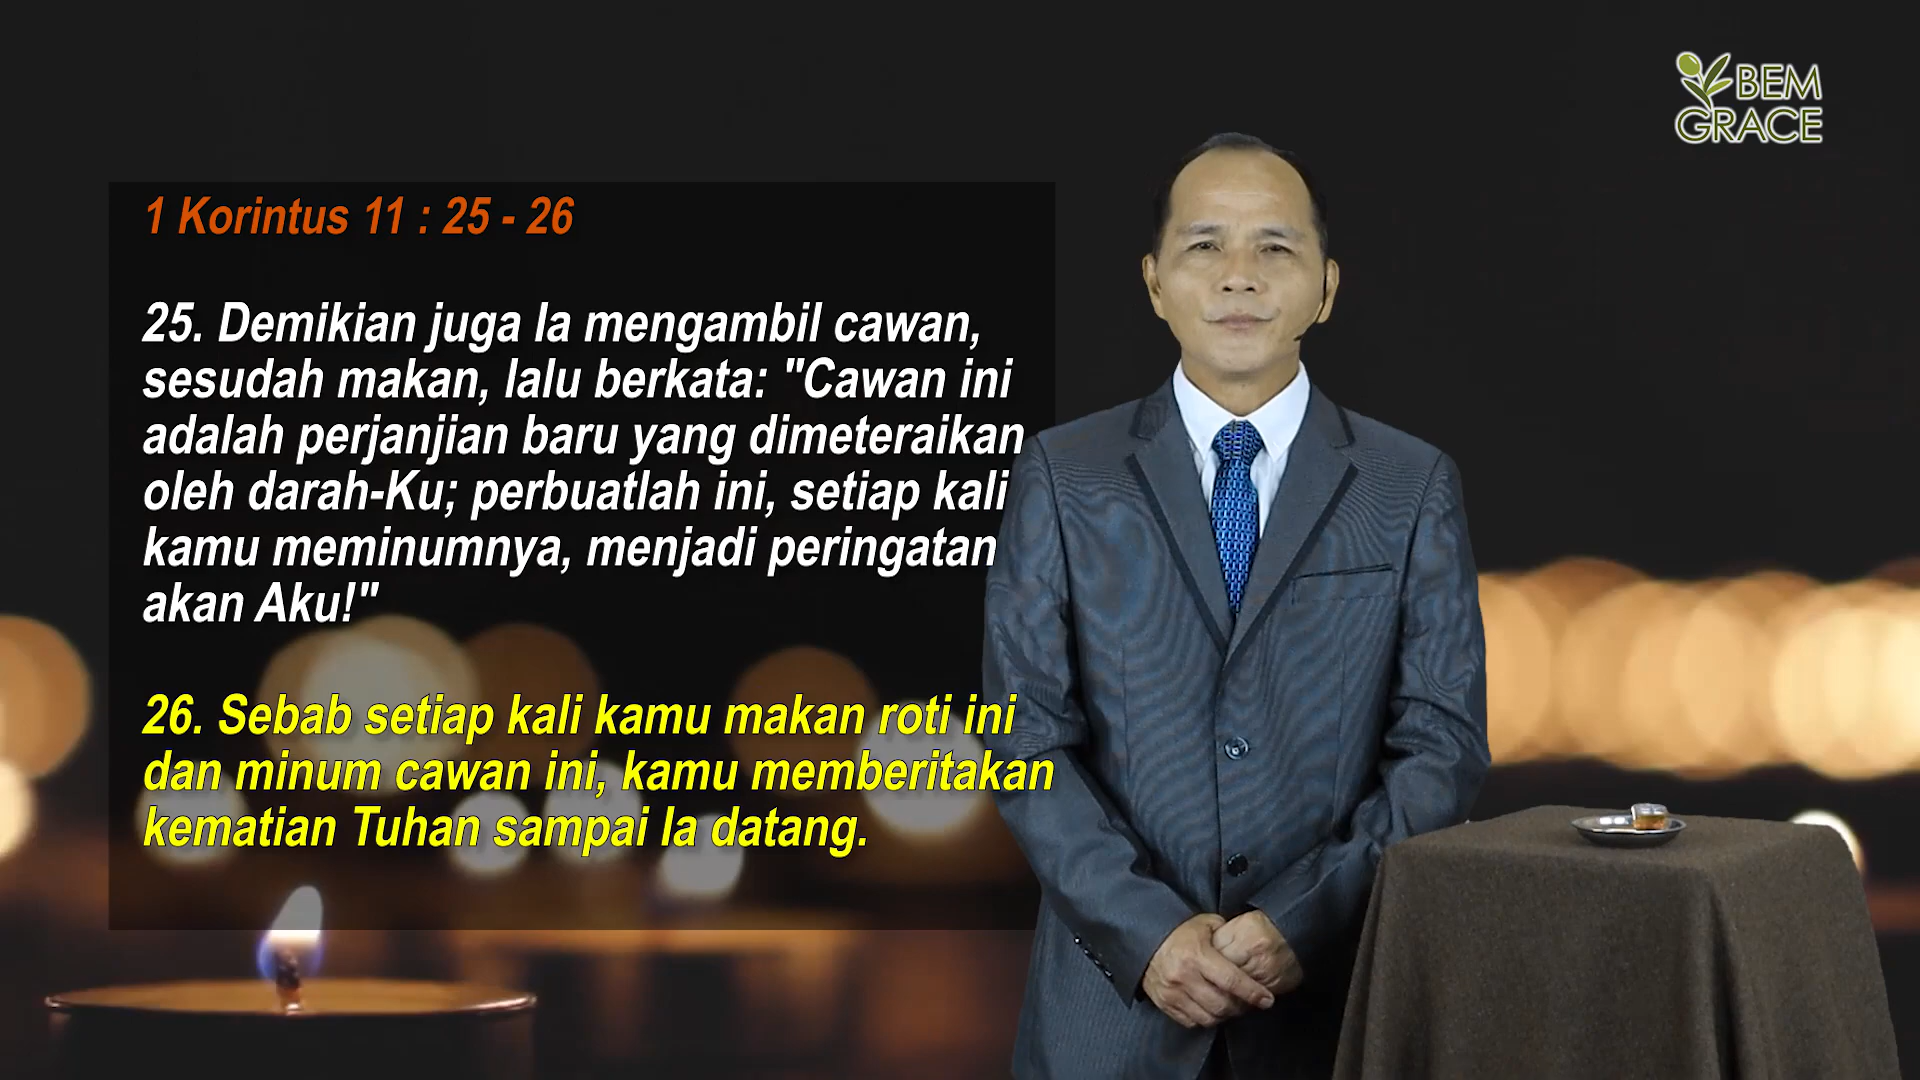 BEM
GRACE
1 Korintus 11 : 25 - 26
25. Demikian juga Ia mengambil cawan,
sesudah makan, lalu berkata: "Cawan ini
adalah perjanjian baru yang dimeteraikan
oleh darah-Ku; perbuatlah ini, setiap kali
kamu meminumnya, menjadi peringatan
akan Aku!"
26. Sebab setiap kali kamu makan roti ini
dan minum cawan ini, kamu memberitakan
kematian Tuhan sampai Ia datang.